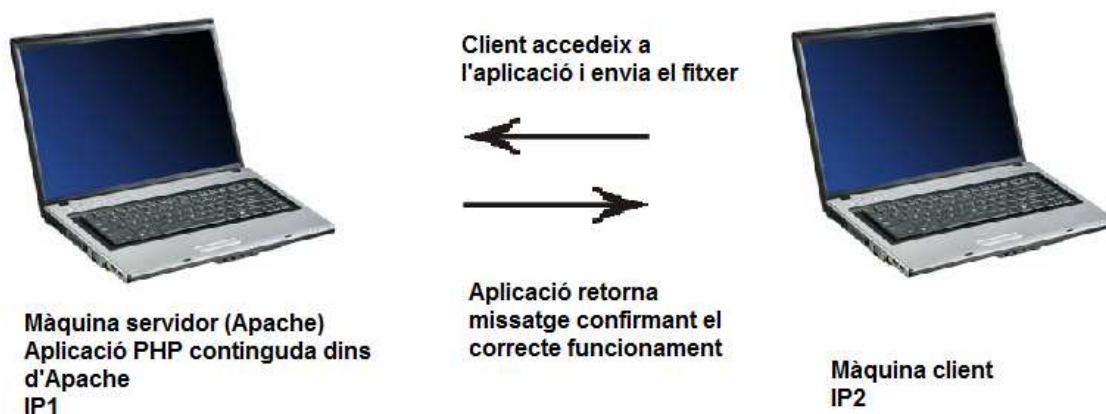 Client accedeix a
l'aplicació i envia el fitxer
Aplicació retorna
missatge confirmant el
correcte funcionament
Màquina servidor (Apache)
Aplicació PHP continguda dins
d'Apache
IP1
Màquina client
IP2